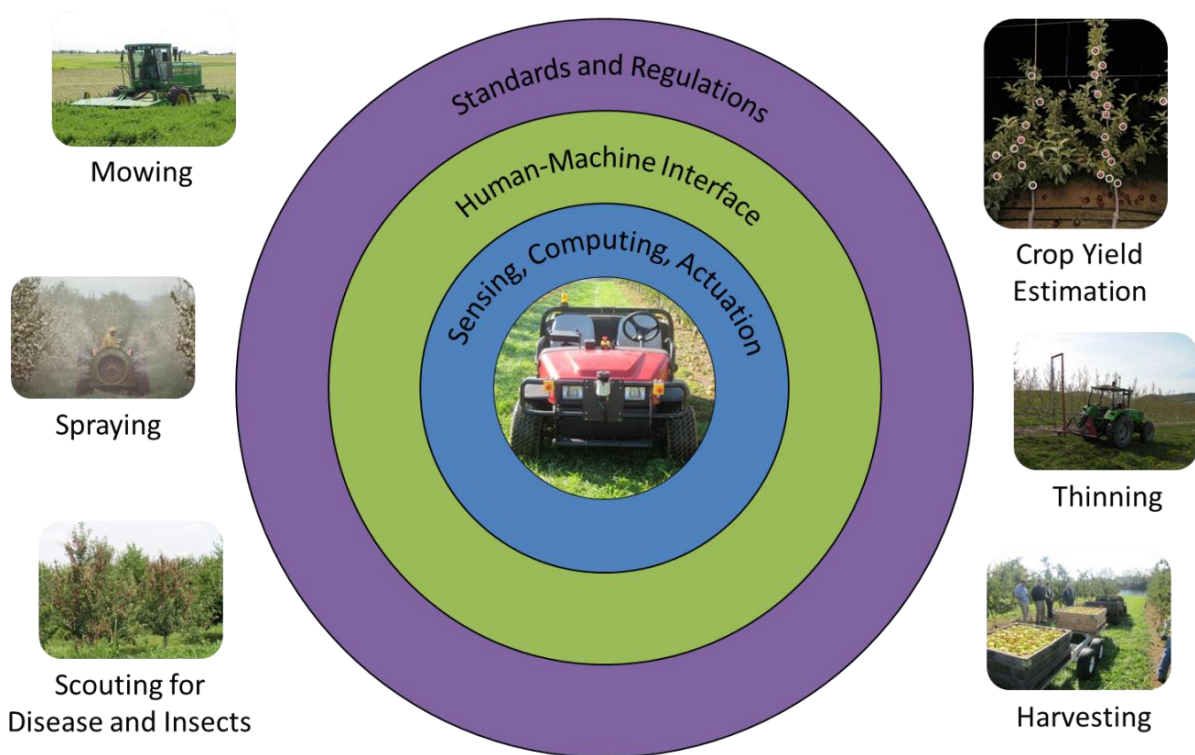 Mowing
Spraying
Scouting for
Disease and Insects
Standards and Regulations
Human-Machine Interface
Sensing, Computing, Actuation
Crop Yield
Estimation
Thinning
Harvesting